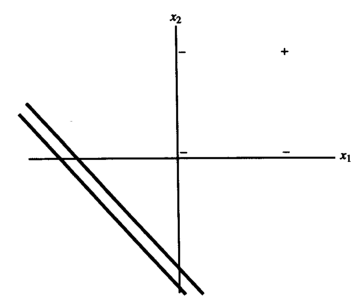 x₂
− +
− −
x₁